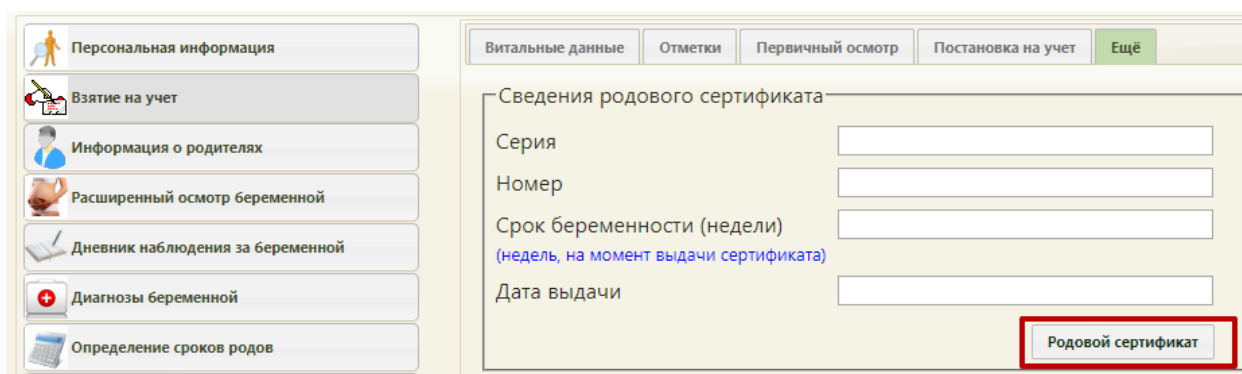 Персональная информация
Взятие на учет
Информация о родителях
Расширенный осмотр беременной
Дневник наблюдения за беременной
Диагнозы беременной
Определение сроков родов
Витальные данные
Отметки
Первичный осмотр
Постановка на учет
Ещё
Сведения родового сертификата
Серия
Номер
Срок беременности (недели)
(недель, на момент выдачи сертификата)
Дата выдачи
Родовой сертификат